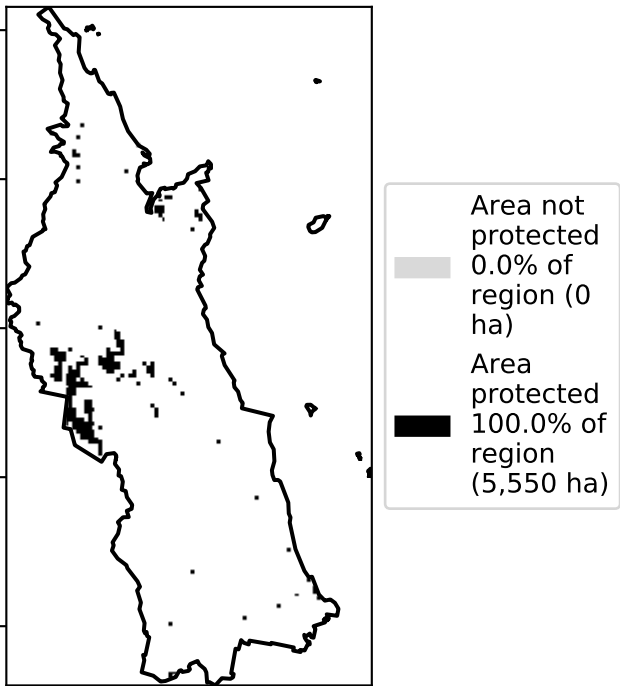 Area not
protected
0.0% of
region (0
ha)
Area
protected
100.0% of
region
(5,550 ha)